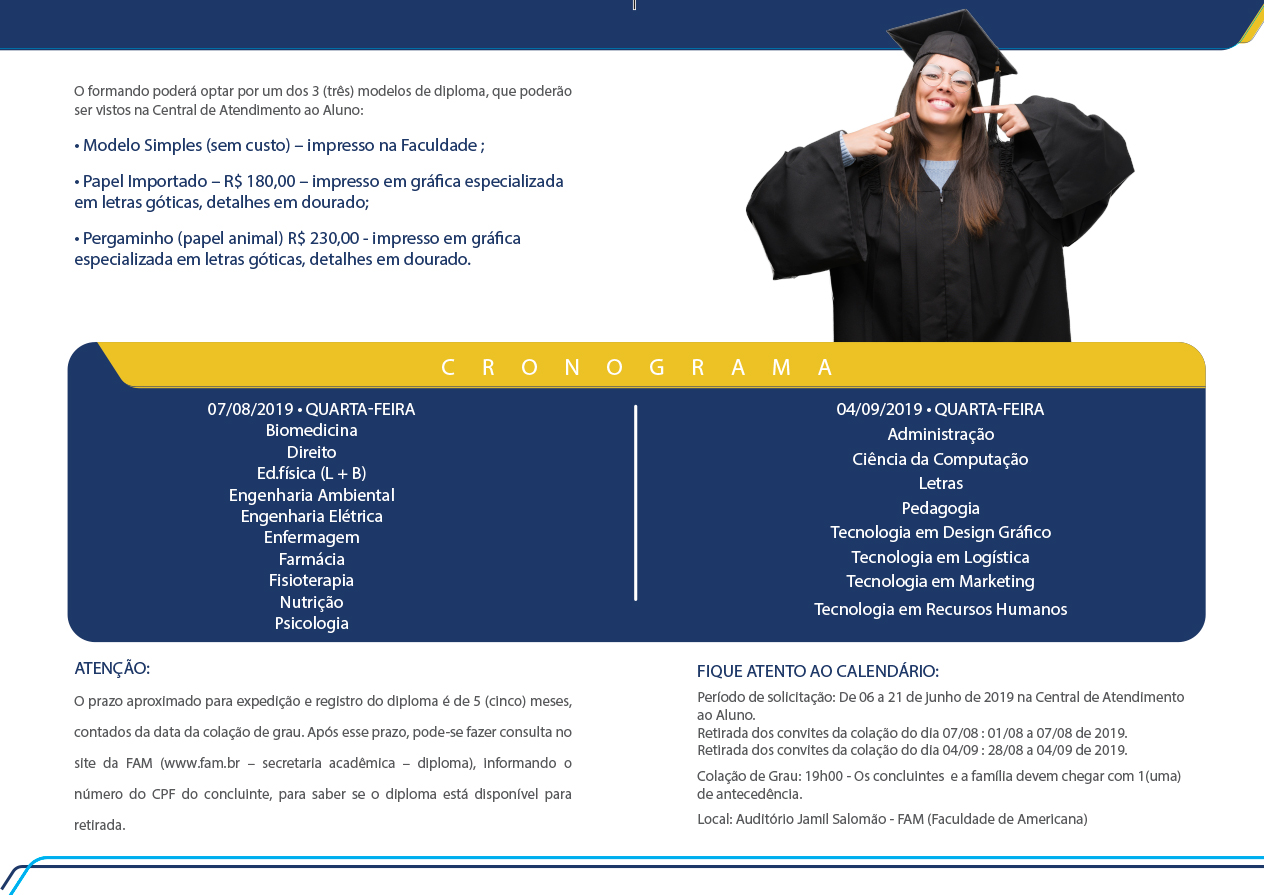 O formando poderá optar por um dos 3 (três) modelos de diploma, que poderão
ser vistos na Central de Atendimento ao Aluno:
• Modelo Simples (sem custo) – impresso na Faculdade ;
• Papel Importado – R$ 180,00 – impresso em gráfica especializada
em letras góticas, detalhes em dourado;
• Pergaminho (papel animal) R$ 230,00 - impresso em gráfica
especializada em letras góticas, detalhes em dourado.
CRONOGRAMA
07/08/2019 • QUARTA-FEIRA
Biomedicina
Direito
Ed.física (L + B)
Engenharia Ambiental
Engenharia Elétrica
Enfermagem
Farmácia
Fisioterapia
Nutrição
Psicologia
04/09/2019 • QUARTA-FEIRA
Administração
Ciência da Computação
Letras
Pedagogia
Tecnologia em Design Gráfico
Tecnologia em Logística
Tecnologia em Marketing
Tecnologia em Recursos Humanos
ATENÇÃO:
O prazo aproximado para expedição e registro do diploma é de 5 (cinco) meses,
contados da data da colação de grau. Após esse prazo, pode-se fazer consulta no
site da FAM (www.fam.br – secretaria acadêmica – diploma), informando o
número do CPF do concluinte, para saber se o diploma está disponível para
retirada.
FIQUE ATENTO AO CALENDÁRIO:
Período de solicitação: De 06 a 21 de junho de 2019 na Central de Atendimento
ao Aluno.
Retirada dos convites da colação do dia 07/08 : 01/08 a 07/08 de 2019.
Retirada dos convites da colação do dia 04/09 : 28/08 a 04/09 de 2019.
Colação de Grau: 19h00 - Os concluintes e a família devem chegar com 1(uma)
de antecedência.
Local: Auditório Jamil Salomão - FAM (Faculdade de Americana)